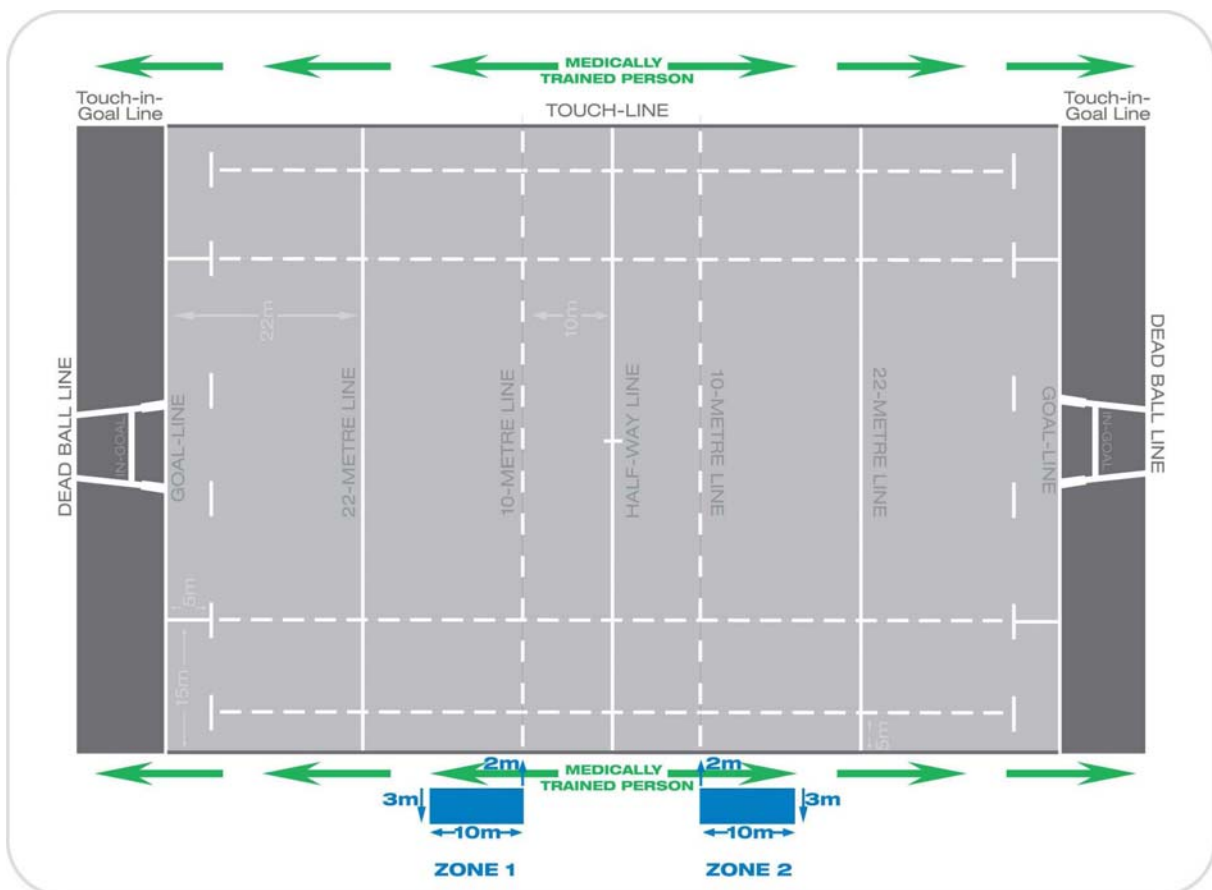 MEDICALLY
TRAINED PERSON
Touch-in-
Goal Line
TOUCH-LINE
Touch-in-
Goal Line
22m
10m
DEAD BALL LINE
IN-GOAL
GOAL-LINE
22-METRE LINE
10-METRE LINE
HALF-WAY LINE
10-METRE LINE
22-METRE LINE
GOAL-LINE
IN-GOAL
DEAD BALL LINE
5m
15m
5m
2m
MEDICALLY
TRAINED PERSON
2m
3m
10m
10m
3m
ZONE 1
ZONE 2